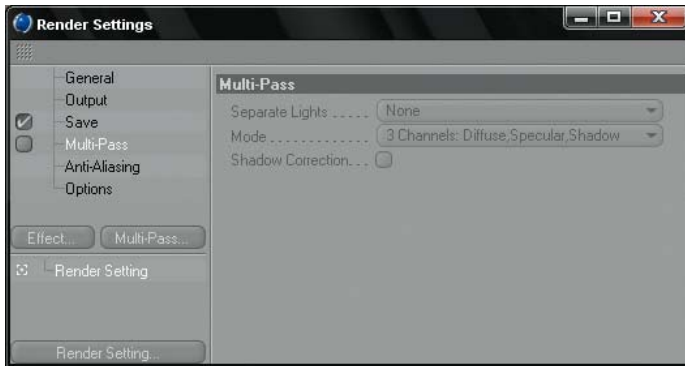 Render Settings
General
Output
Save
Multi-Pass
Anti-Aliasing
Options
Effect...
Multi-Pass...
Render Setting
Render Setting...
Multi-Pass
Separate Lights ..... None
Mode ............. 3 Channels: Diffuse,Specular,Shadow
Shadow Correction...